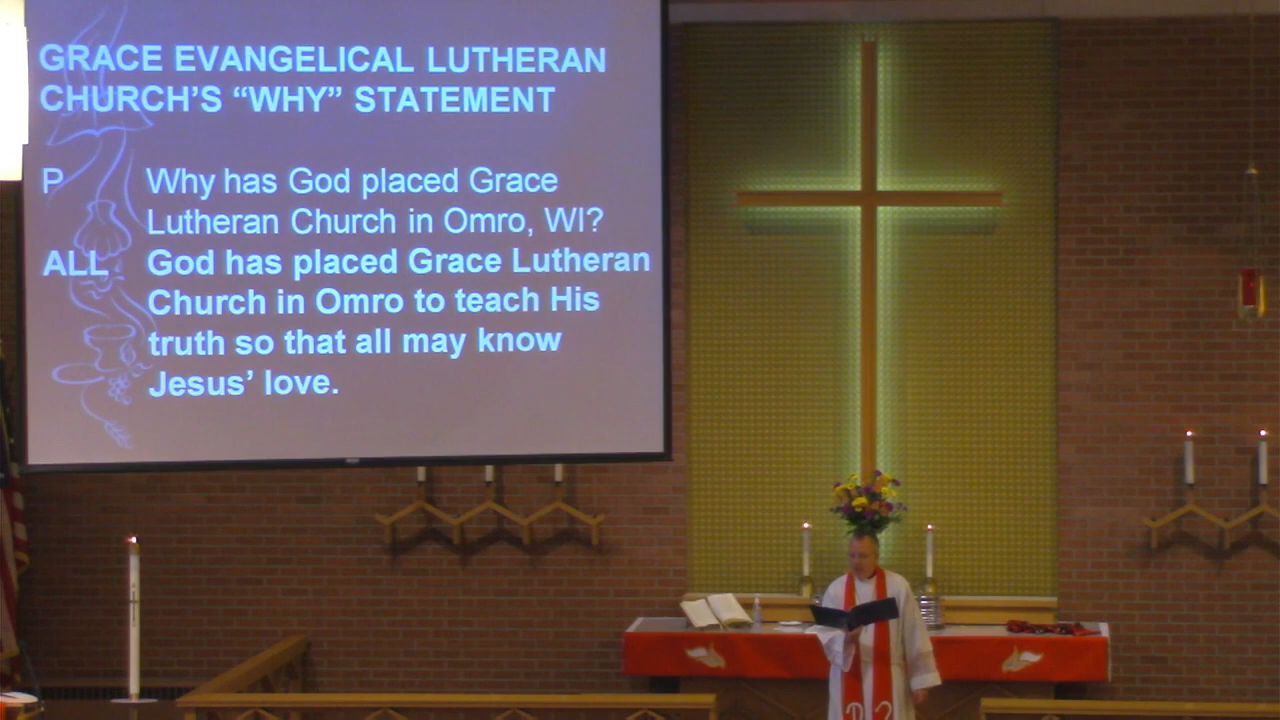 GRACE EVANGELICAL LUTHERAN
CHURCH'S “WHY” STATEMENT
P Why has God placed Grace
Lutheran Church in Omro, WI?
ALL God has placed Grace Lutheran
Church in Omro to teach His
truth so that all may know
Jesus’ love.